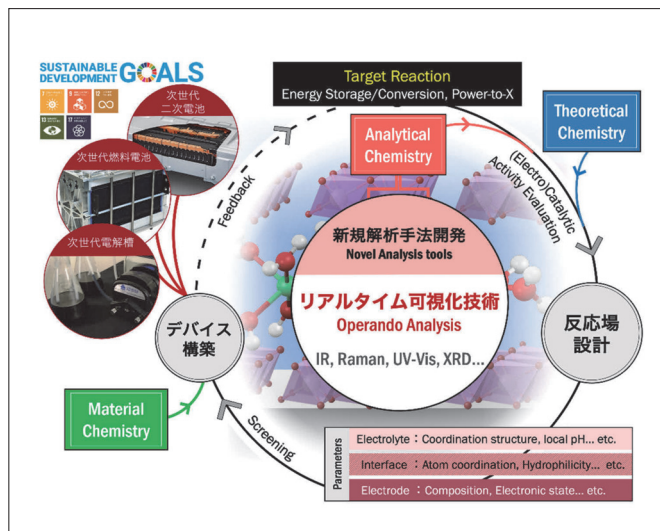 SUSTAINABLE
DEVELOPMENT
GOALS
次世代
二次電池
次世代燃料電池
次世代電解槽
Target Reaction
Energy Storage/Conversion, Power-to-X
Analytical
Chemistry
Theoretical
Chemistry
(Electro)Catalytic
Activity Evaluation
Feedback
新規解析手法開発
Novel Analysis tools
リアルタイム可視化技術
Operando Analysis
IR, Raman, UV-Vis, XRD...
デバイス
構築
反応場
設計
Material
Chemistry
Screening
Parameters
Electrolyte：Coordination structure, local pH... etc.
Interface：Atom coordination, Hydrophilicity... etc.
Electrode：Composition, Electronic state... etc.